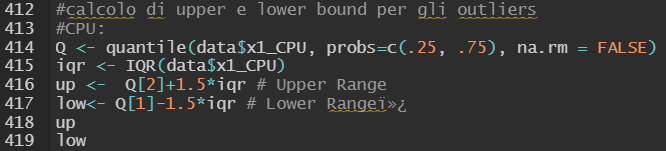 412 #calcolo di upper e lower bound per gli outliers
413 #CPU:
414 Q <- quantile(data$x1_CPU, probs=c(.25, .75), na.rm = FALSE)
415 iqr <- IQR(data$x1_CPU)
416 up <-  Q[2]+1.5*iqr # Upper Range
417 low<- Q[1]-1.5*iqr # Lower Rangeï»¿
418 up
419 low